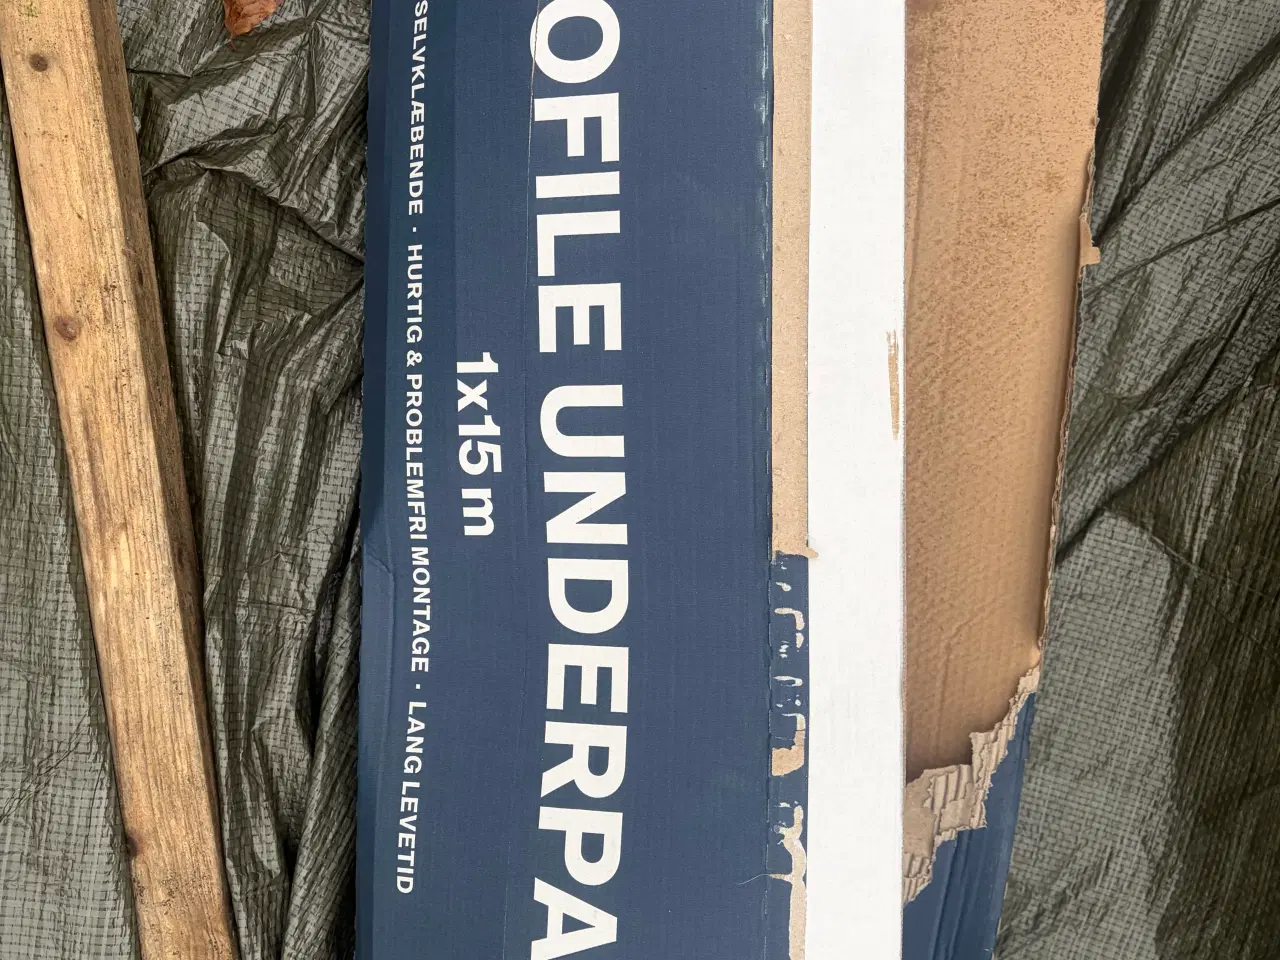 OFILE UNDERPA
1x15 m
SELVKLÆBENDE · HURTIG & PROBLEMFRI MONTAGE · LANG LEVETID